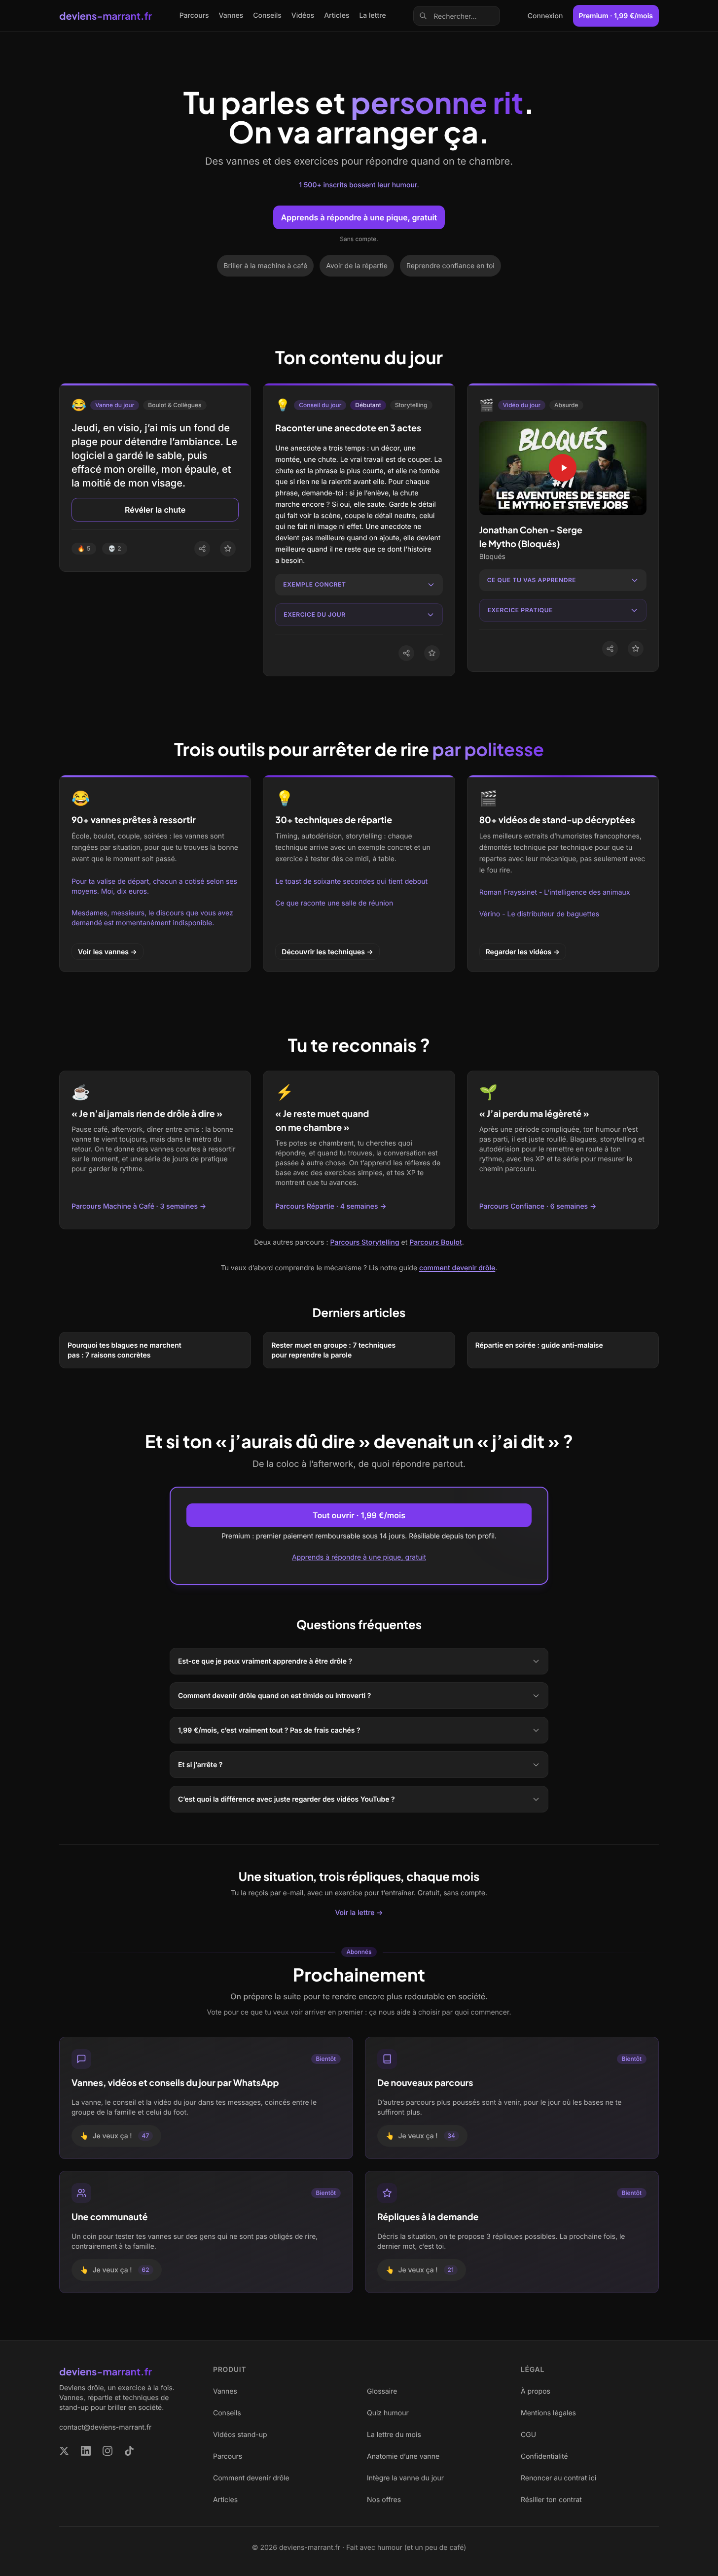 deviens-marrant.fr
Parcours
Vannes
Conseils
Vidéos
Articles
La lettre
Rechercher...
Connexion
Premium · 1,99 €/mois
Tu parles et personne rit.
On va arranger ça.
Des vannes et des exercices pour répondre quand on te chambre.
1 500+ inscrits bossent leur humour.
Apprends à répondre à une pique, gratuit
Sans compte.
Briller à la machine à café
Avoir de la répartie
Reprendre confiance en toi
Ton contenu du jour
Vanne du jour
Boulot & Collègues
Jeudi, en visio, j’ai mis un fond de
plage pour détendre l’ambiance. Le
logiciel a gardé le sable, puis
effacé mon oreille, mon épaule, et
la moitié de mon visage.
Révéler la chute
5
2
Conseil du jour
Débutant
Storytelling
Raconter une anecdote en 3 actes
Une anecdote a trois temps : un décor, une
montée, une chute. Le vrai travail est de couper. La
chute est la phrase la plus courte, et elle ne tombe
que si rien ne la ralentit avant elle. Pour chaque
phrase, demande-toi : si je l’enlève, la chute
marche encore ? Si oui, elle saute. Garde le détail
qui fait voir la scène, coupe le détail neutre, celui
qui ne fait ni image ni effet. Une anecdote ne
devient pas meilleure quand on ajoute, elle devient
meilleure quand il ne reste que ce dont l’histoire
a besoin.
EXEMPLE CONCRET
EXERCICE DU JOUR
Vidéo du jour
Absurde
BLOQUÉS
#71
LES AVENTURES DE SERGE
LE MYTHO ET STEVE JOBS
Jonathan Cohen - Serge
le Mytho (Bloqués)
Bloqués
CE QUE TU VAS APPRENDRE
EXERCICE PRATIQUE
Trois outils pour arrêter de rire par politesse
90+ vannes prêtes à ressortir
École, boulot, couple, soirées : les vannes sont
rangées par situation, pour que tu trouves la bonne
avant que le moment soit passé.
Pour ta valise de départ, chacun a cotisé selon ses
moyens. Moi, dix euros.
Mesdames, messieurs, le discours que vous avez
demandé est momentanément indisponible.
Voir les vannes →
30+ techniques de répartie
Timing, autodérision, storytelling : chaque
technique arrive avec un exemple concret et un
exercice à tester dès ce midi, à table.
Le toast de soixante secondes qui tient debout
Ce que raconte une salle de réunion
Découvrir les techniques →
80+ vidéos de stand-up décryptées
Les meilleurs extraits d’humoristes francophones,
démontés technique par technique pour que tu
repartes avec leur mécanique, pas seulement avec
le fou rire.
Roman Frayssinet - L’intelligence des animaux
Vérino - Le distributeur de baguettes
Regarder les vidéos →
Tu te reconnais ?
« Je n’ai jamais rien de drôle à dire »
Pause café, afterwork, dîner entre amis : la bonne
vanne te vient toujours, mais dans le métro du
retour. On te donne des vannes courtes à ressortir
sur le moment, et une série de jours de pratique
pour garder le rythme.
Parcours Machine à Café · 3 semaines →
« Je reste muet quand
on me chambre »
Tes potes se chambrent, tu cherches quoi
répondre, et quand tu trouves, la conversation est
passée à autre chose. On t’apprend les réflexes de
base avec des exercices simples, et tes XP te
montrent que tu avances.
Parcours Répartie · 4 semaines →
« J’ai perdu ma légèreté »
Après une période compliquée, ton humour n’est
pas parti, il est juste rouillé. Blagues, storytelling et
autodérision pour le remettre en route à ton
rythme, avec tes XP et ta série pour mesurer le
chemin parcouru.
Parcours Confiance · 6 semaines →
Deux autres parcours : Parcours Storytelling et Parcours Boulot.
Tu veux d’abord comprendre le mécanisme ? Lis notre guide comment devenir drôle.
Derniers articles
Pourquoi tes blagues ne marchent
pas : 7 raisons concrètes
Rester muet en groupe : 7 techniques
pour reprendre la parole
Répartie en soirée : guide anti-malaise
Et si ton « j’aurais dû dire » devenait un « j’ai dit » ?
De la coloc à l’afterwork, de quoi répondre partout.
Tout ouvrir · 1,99 €/mois
Premium : premier paiement remboursable sous 14 jours. Résiliable depuis ton profil.
Apprends à répondre à une pique, gratuit
Questions fréquentes
Est-ce que je peux vraiment apprendre à être drôle ?
Comment devenir drôle quand on est timide ou introverti ?
1,99 €/mois, c’est vraiment tout ? Pas de frais cachés ?
Et si j’arrête ?
C’est quoi la différence avec juste regarder des vidéos YouTube ?
Une situation, trois répliques, chaque mois
Tu la reçois par e-mail, avec un exercice pour t’entraîner. Gratuit, sans compte.
Voir la lettre →
Abonnés
Prochainement
On prépare la suite pour te rendre encore plus redoutable en société.
Vote pour ce que tu veux voir arriver en premier : ça nous aide à choisir par quoi commencer.
Bientôt
Vannes, vidéos et conseils du jour par WhatsApp
La vanne, le conseil et la vidéo du jour dans tes messages, coincés entre le
groupe de la famille et celui du foot.
Je veux ça !
47
Bientôt
De nouveaux parcours
D’autres parcours plus poussés sont à venir, pour le jour où les bases ne te
suffiront plus.
Je veux ça !
34
Bientôt
Une communauté
Un coin pour tester tes vannes sur des gens qui ne sont pas obligés de rire,
contrairement à ta famille.
Je veux ça !
62
Bientôt
Répliques à la demande
Décris la situation, on te propose 3 répliques possibles. La prochaine fois, le
dernier mot, c’est toi.
Je veux ça !
21
deviens-marrant.fr
Deviens drôle, un exercice à la fois.
Vannes, répartie et techniques de
stand-up pour briller en société.
contact@deviens-marrant.fr
PRODUIT
Vannes
Conseils
Vidéos stand-up
Parcours
Comment devenir drôle
Articles
Glossaire
Quiz humour
La lettre du mois
Anatomie d’une vanne
Intègre la vanne du jour
Nos offres
LÉGAL
À propos
Mentions légales
CGU
Confidentialité
Renoncer au contrat ici
Résilier ton contrat
© 2026 deviens-marrant.fr · Fait avec humour (et un peu de café)